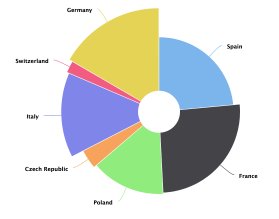 Germany
Spain
Switzerland
Italy
Czech Republic
France
Poland